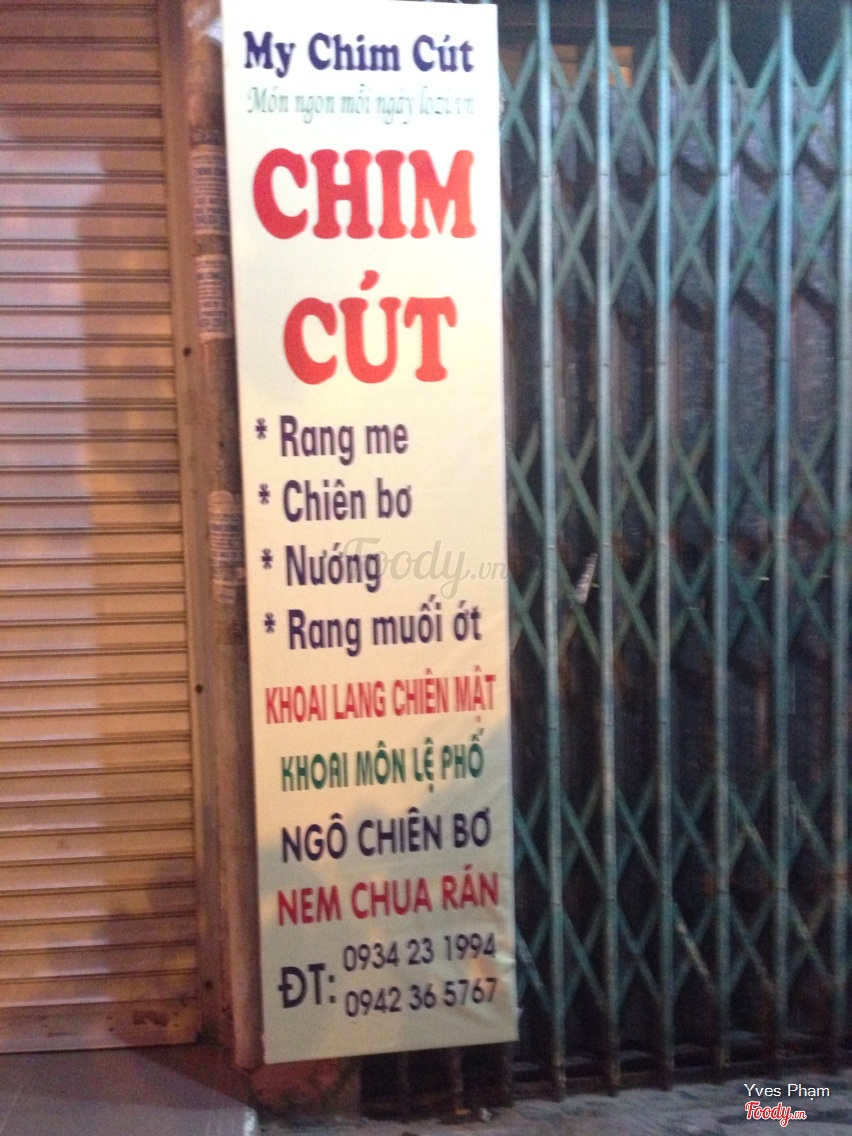 My Chim Cút
Món ngon mỗi ngày lozi.vn
CHIM
CÚT
* Rang me
* Chiên bơ
* Nướng
Foody.vn
* Rang muối ớt
KHOAI LANG CHIÊN MẬT
KHOAI MÔN LỆ PHỐ
NGÔ CHIÊN BƠ
NEM CHUA RÁN
ĐT: 0934 23 1994
0942 36 5767
Yves Phạm
Foody.vn